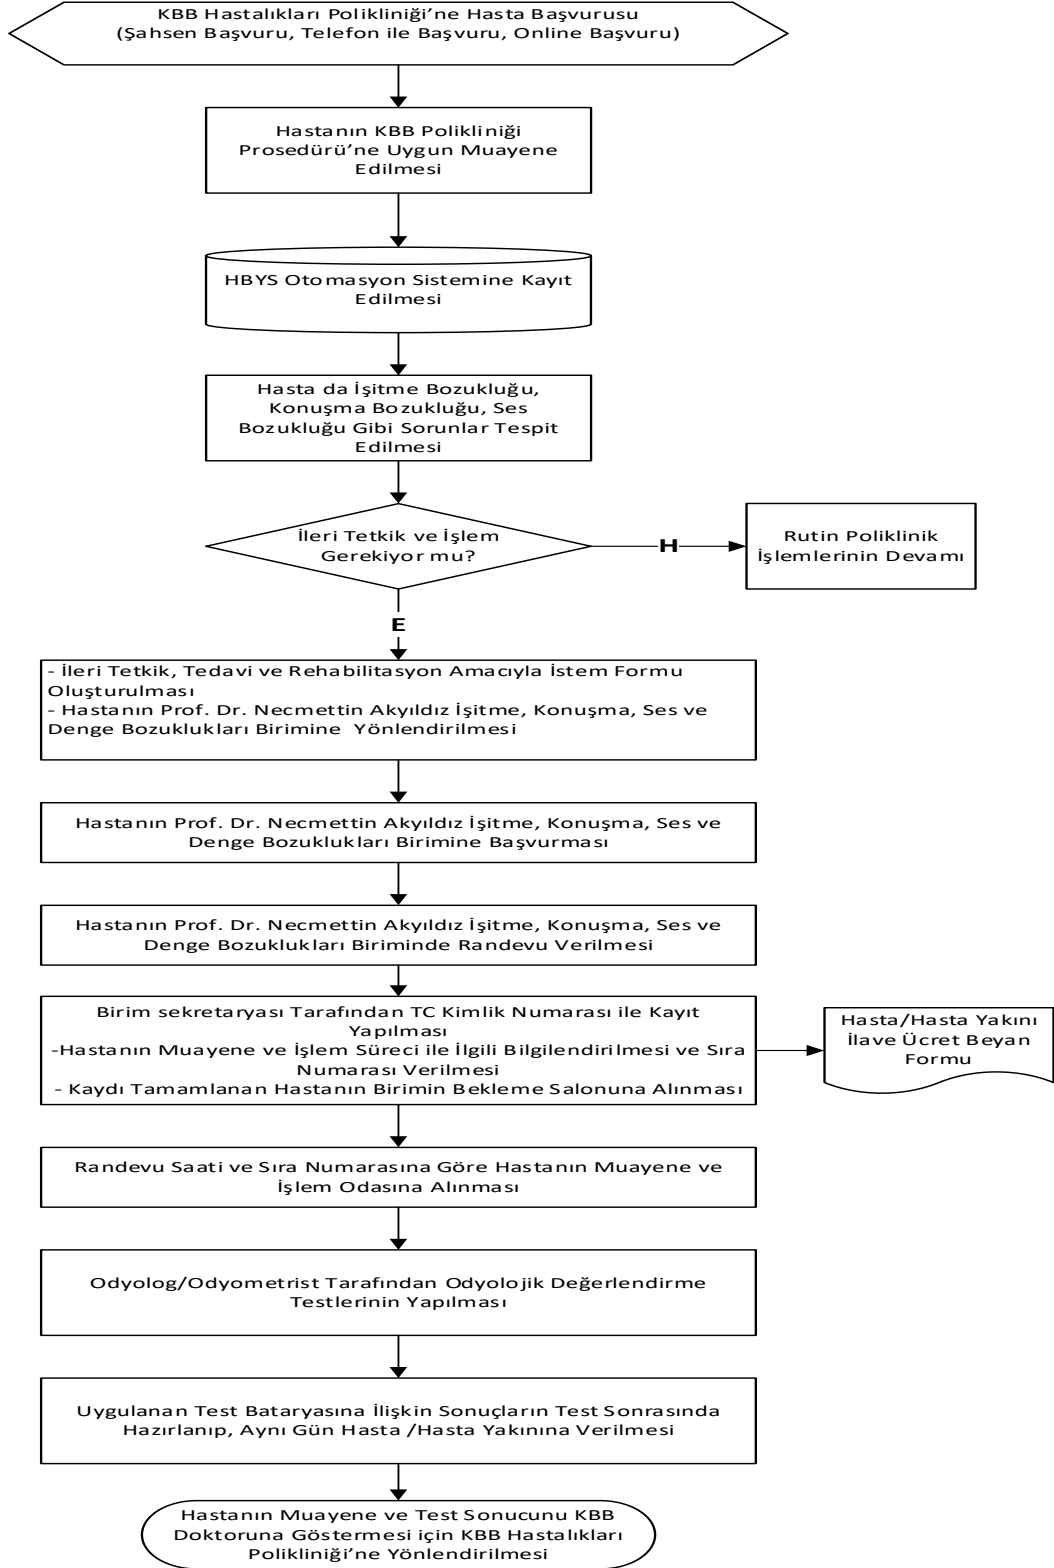 KBB Hastalıkları Polikliniği’ne Hasta Başvurusu
(Şahsen Başvuru, Telefon ile Başvuru, Online Başvuru)
Hastanın KBB Polikliniği
Prosedürü’ne Uygun Muayene
Edilmesi
HBYS Otomasyon Sistemine Kayıt
Edilmesi
Hasta da İşitme Bozukluğu,
Konuşma Bozukluğu, Ses
Bozukluğu Gibi Sorunlar Tespit
Edilmesi
İleri Tetkik ve İşlem
Gerekiyor mu?
H
Rutin Poliklinik
İşlemlerinin Devamı
E
- İleri Tetkik, Tedavi ve Rehabilitasyon Amacıyla İstem Formu
Oluşturulması
- Hastanın Prof. Dr. Necmettin Akyıldız İşitme, Konuşma, Ses ve
Denge Bozuklukları Birimine Yönlendirilmesi
Hastanın Prof. Dr. Necmettin Akyıldız İşitme, Konuşma, Ses ve
Denge Bozuklukları Birimine Başvurması
Hastanın Prof. Dr. Necmettin Akyıldız İşitme, Konuşma, Ses ve
Denge Bozuklukları Biriminde Randevu Verilmesi
Birim sekretaryası Tarafından TC Kimlik Numarası ile Kayıt
Yapılması
-Hastanın Muayene ve İşlem Süreci ile İlgili Bilgilendirilmesi ve Sıra
Numarası Verilmesi
- Kaydı Tamamlanan Hastanın Birimin Bekleme Salonuna Alınması
Hasta/Hasta Yakını
İlave Ücret Beyan
Formu
Randevu Saati ve Sıra Numarasına Göre Hastanın Muayene ve
İşlem Odasına Alınması
Odyolog/Odyometrist Tarafından Odyolojik Değerlendirme
Testlerinin Yapılması
Uygulanan Test Bataryasına İlişkin Sonuçların Test Sonrasında
Hazırlanıp, Aynı Gün Hasta /Hasta Yakınına Verilmesi
Hastanın Muayene ve Test Sonucunu KBB
Doktoruna Göstermesi için KBB Hastalıkları
Polikliniği’ne Yönlendirilmesi